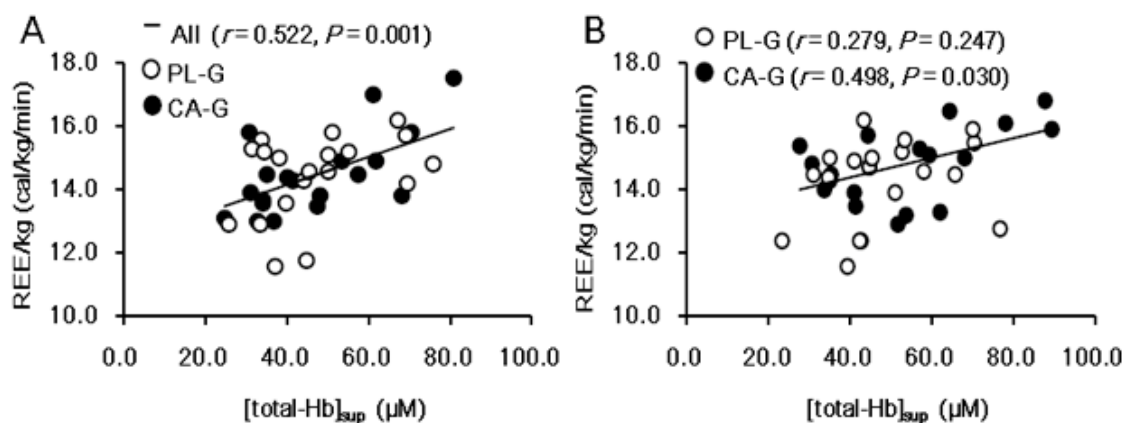 A
— All (r = 0.522, P = 0.001)
PL-G
CA-G
REE/kg (cal/kg/min)
18.0
16.0
14.0
12.0
10.0
0.0 20.0 40.0 60.0 80.0 100.0
[total-Hb]sup (μM)
B
PL-G (r = 0.279, P = 0.247)
CA-G (r = 0.498, P = 0.030)
REE/kg (cal/kg/min)
18.0
16.0
14.0
12.0
10.0
0.0 20.0 40.0 60.0 80.0 100.0
[total-Hb]sup (μM)